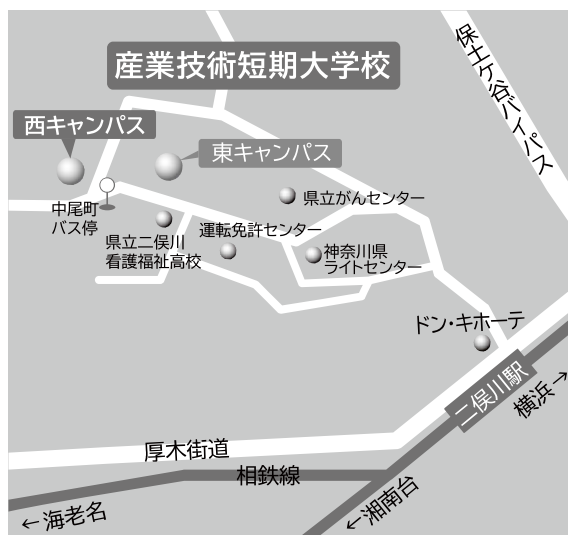 産業技術短期大学校
保土ケ谷バイパス
西キャンパス
東キャンパス
県立がんセンター
中尾町
バス停
運転免許センター
県立二俣川
看護福祉高校
神奈川県
ライトセンター
ドン・キホーテ
二俣川駅
横浜→
厚木街道
相鉄線
←海老名
←湘南台